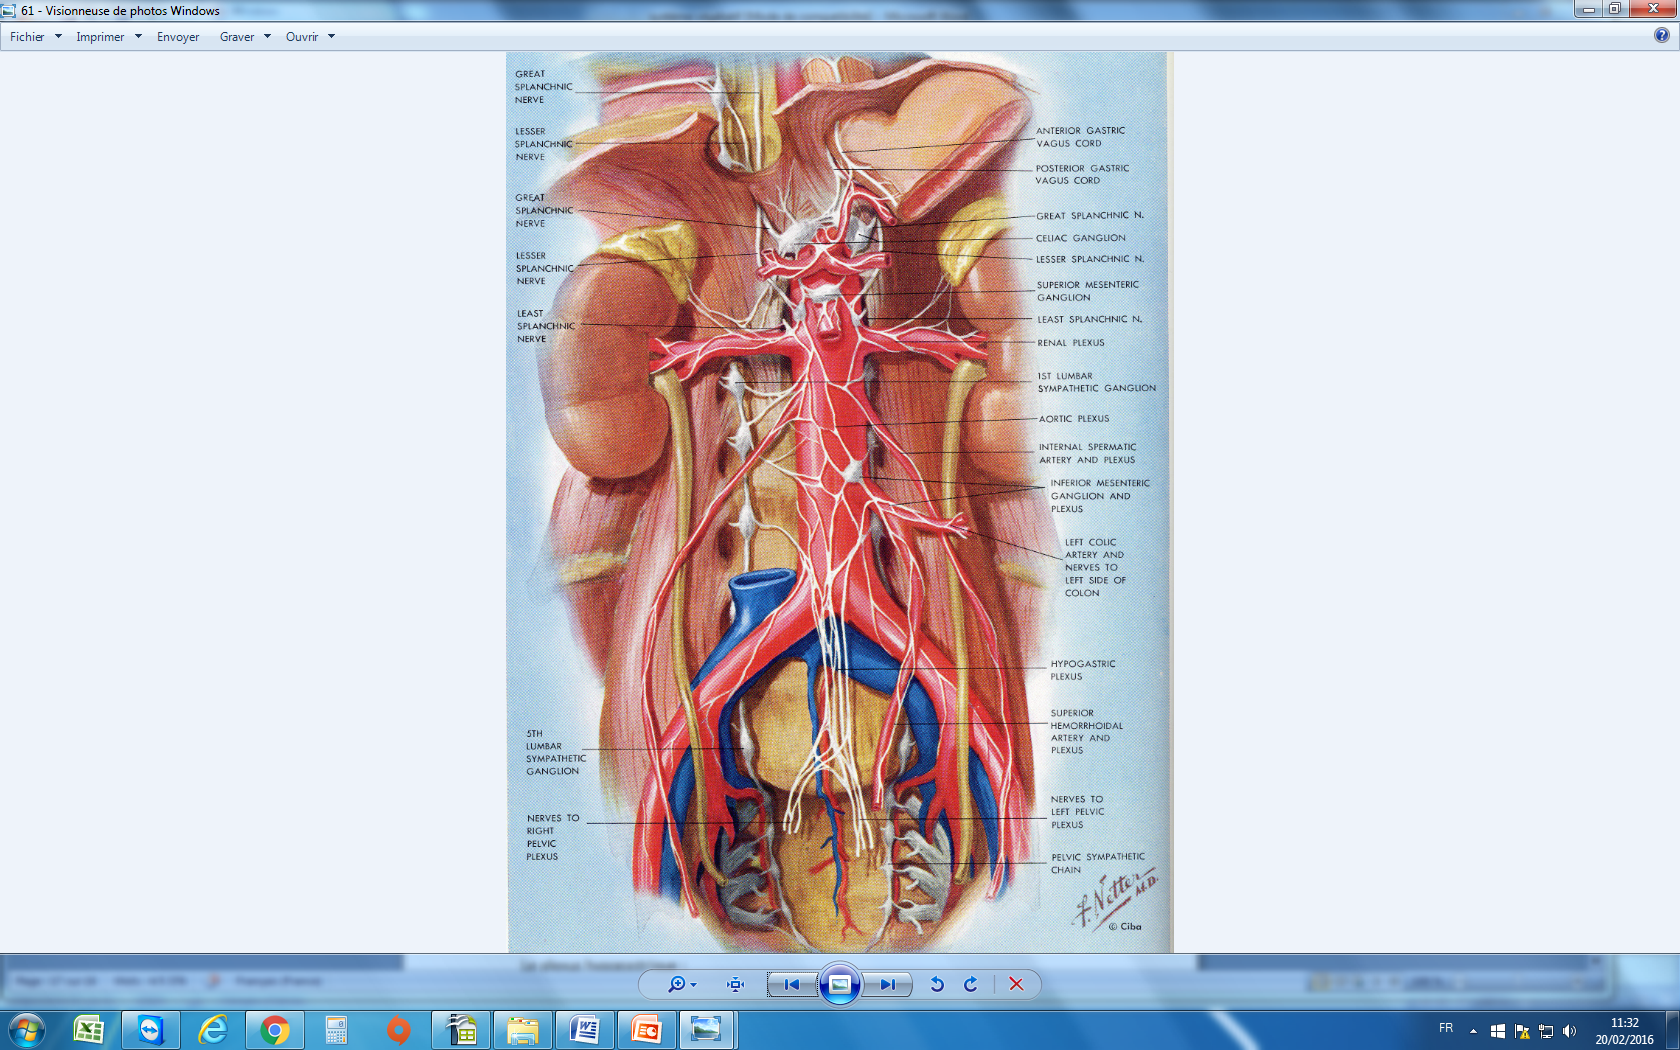 61 - Visionneuse de photos Windows
Fichier Imprimer Envoyer Graver Ouvrir
GREAT
SPLANCHNIC
NERVE
LESSER
SPLANCHNIC
NERVE
GREAT
SPLANCHNIC
NERVE
LESSER
SPLANCHNIC
NERVE
LEAST
SPLANCHNIC
NERVE
5TH
LUMBAR
SYMPATHETIC
GANGLION
NERVES TO
RIGHT
PELVIC
PLEXUS
ANTERIOR GASTRIC
VAGUS CORD
POSTERIOR GASTRIC
VAGUS CORD
GREAT SPLANCHNIC N.
CELIAC GANGLION
LESSER SPLANCHNIC N.
SUPERIOR MESENTERIC
GANGLION
LEAST SPLANCHNIC N.
RENAL PLEXUS
1ST LUMBAR
SYMPATHETIC GANGLION
AORTIC PLEXUS
INTERNAL SPERMATIC
ARTERY AND PLEXUS
INFERIOR MESENTERIC
GANGLION AND
PLEXUS
LEFT COLIC
ARTERY AND
NERVES TO
LEFT SIDE OF
COLON
HYPOGASTRIC
PLEXUS
SUPERIOR
HEMORRHOIDAL
ARTERY AND
PLEXUS
NERVES TO
LEFT PELVIC
PLEXUS
PELVIC SYMPATHETIC
CHAIN
F. Netter
M.D.
© Ciba
FR
11:32
20/02/2016